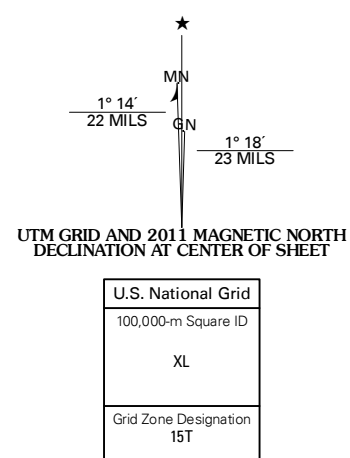 MN
1° 14´
22 MILS
GN
1° 18´
23 MILS
UTM GRID AND 2011 MAGNETIC NORTH
DECLINATION AT CENTER OF SHEET
U.S. National Grid
100,000-m Square ID
XL
Grid Zone Designation
15T